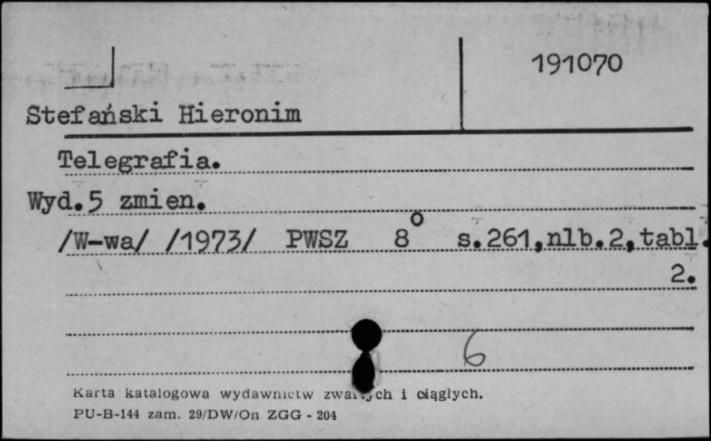 191070
Stefański Hieronim
Telegrafia.
Wyd.5 zmien.
/W-wa/ /1973/ PWSZ 8° s.261,nlb.2,tabl.
2.
6
Karta katalogowa wydawnictw zwartych i ciągłych.
PU-B-144 zam. 29/DW/On ZGG - 204